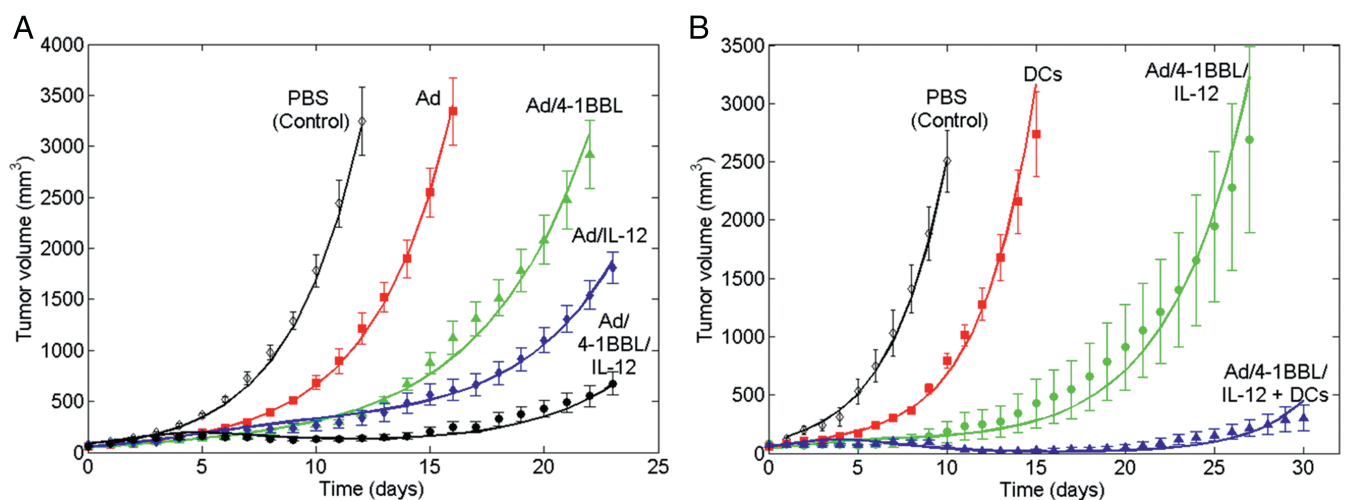 A
4000
3500
3000
2500
2000
1500
1000
500
0
Tumor volume (mm³)
0
5
10
15
20
25
Time (days)
PBS
(Control)
Ad
Ad/4-1BBL
Ad/IL-12
Ad/
4-1BBL/
IL-12
B
3500
3000
2500
2000
1500
1000
500
0
Tumor volume (mm³)
0
5
10
15
20
25
30
Time (days)
PBS
(Control)
DCs
Ad/4-1BBL/
IL-12
Ad/4-1BBL/
IL-12 + DCs